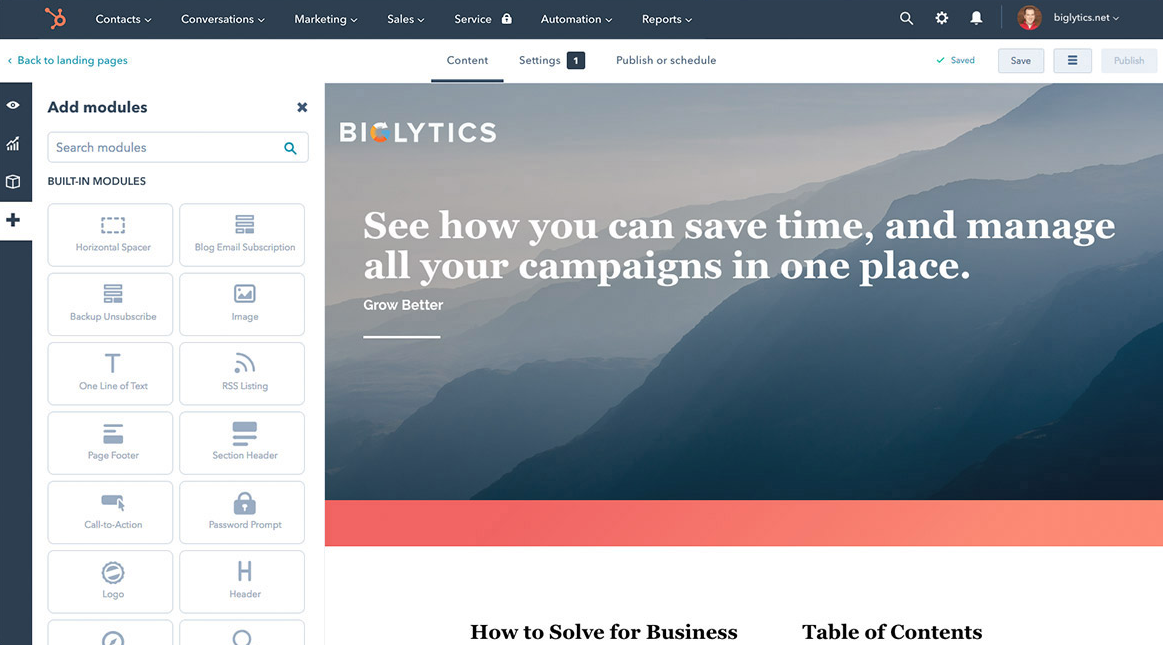 Contacts
Conversations
Marketing
Sales
Service
Automation
Reports
biglytics.net
Back to landing pages
Content
Settings 1
Publish or schedule
Saved
Save
Publish
Add modules
Search modules
BUILT-IN MODULES
Horizontal Spacer
Blog Email Subscription
Backup Unsubscribe
Image
One Line of Text
RSS Listing
Page Footer
Section Header
Call-to-Action
Password Prompt
Logo
Header
BIGLYTICS
See how you can save time, and manage
all your campaigns in one place.
Grow Better
How to Solve for Business
Table of Contents